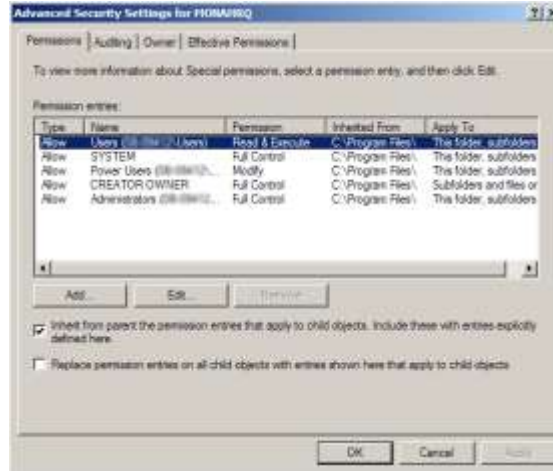 Advanced Security Settings for MONAHRQ
Permissions Auditing Owner Effective Permissions
To view more information about Special permissions, select a permission entry, and then click Edit.
Permission entries:
Type Name Permission Inherited From Apply To
Allow Users Users) Read & Execute C:\Program Files\ This folder, subfolders
Allow SYSTEM Full Control C:\Program Files\ This folder, subfolders
Allow Power Users Modify C:\Program Files\ This folder, subfolders
Allow CREATOR OWNER Full Control C:\Program Files\ Subfolders and files or
Allow Administrators Full Control C:\Program Files\ This folder, subfolders
Add... Edit... Remove
Inherit from parent the permission entries that apply to child objects. Include these with entries explicitly
defined here.
Replace permission entries on all child objects with entries shown here that apply to child objects
OK Cancel Apply